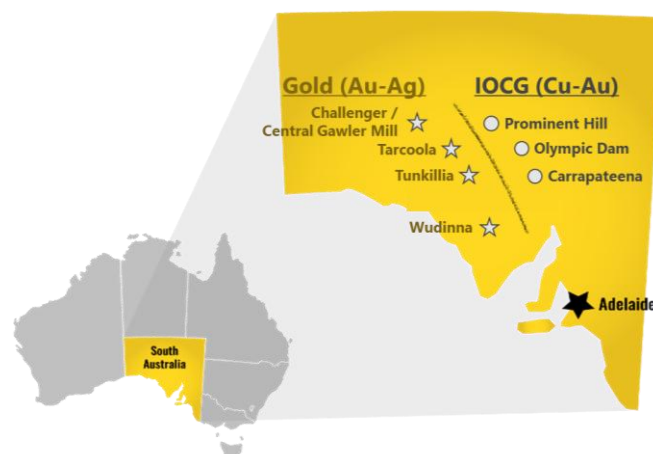 Gold (Au-Ag)
IOCG (Cu-Au)
Challenger /
Central Gawler Mill
Prominent Hill
Tarcoola
Olympic Dam
Tunkillia
Carrapateena
Wudinna
Adelaide
South
Australia